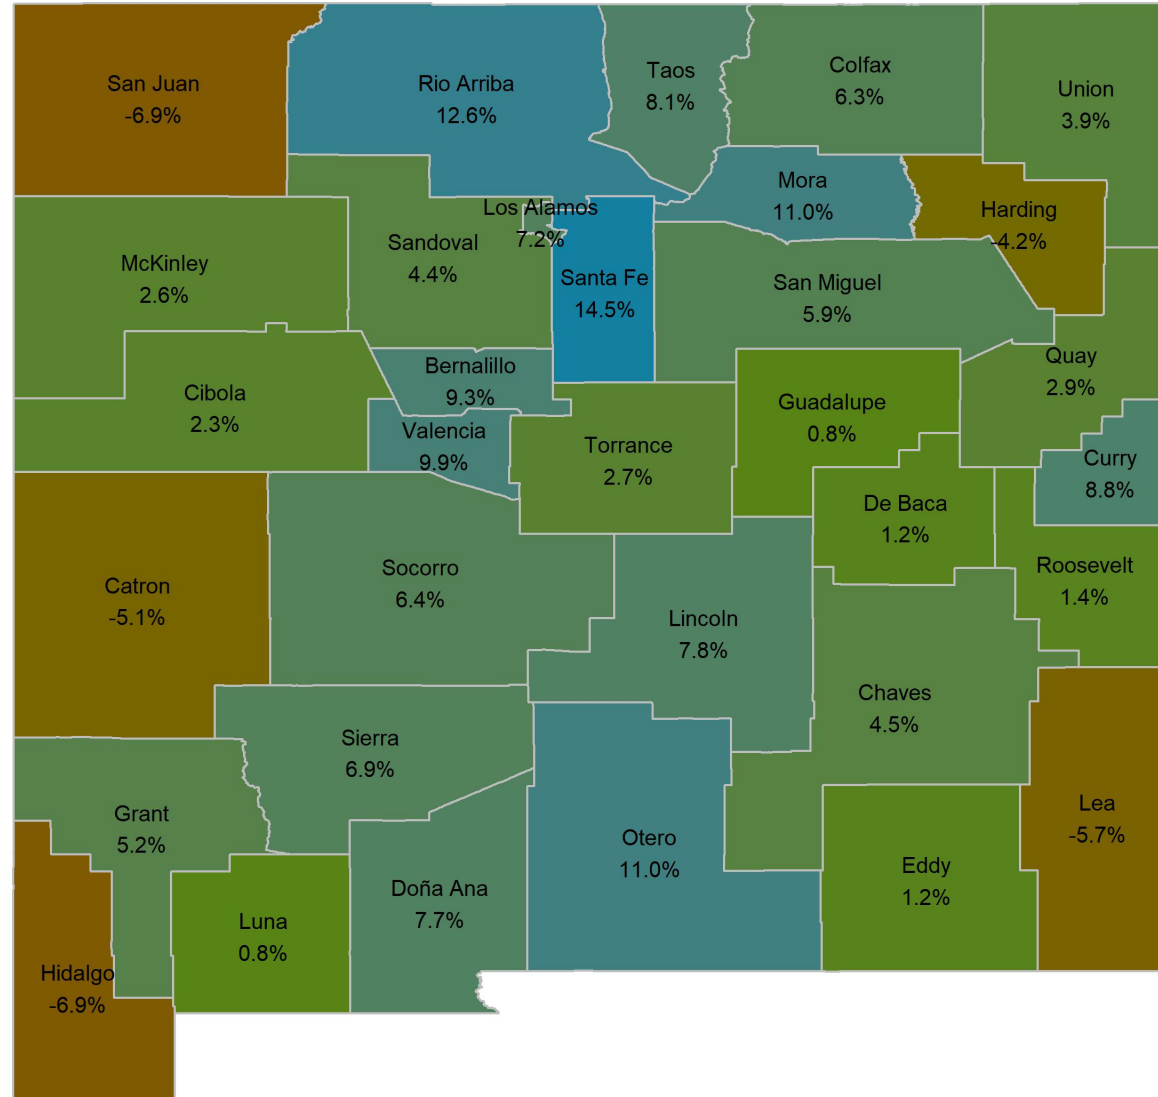 San Juan
-6.9%
Rio Arriba
12.6%
Taos
8.1%
Colfax
6.3%
Union
3.9%
Mora
11.0%
Harding
-4.2%
Los Alamos
7.2%
Sandoval
4.4%
Santa Fe
14.5%
San Miguel
5.9%
McKinley
2.6%
Quay
2.9%
Bernalillo
9.3%
Cibola
2.3%
Guadalupe
0.8%
Valencia
9.9%
Torrance
2.7%
Curry
8.8%
De Baca
1.2%
Roosevelt
1.4%
Catron
-5.1%
Socorro
6.4%
Lincoln
7.8%
Chaves
4.5%
Sierra
6.9%
Grant
5.2%
Otero
11.0%
Lea
-5.7%
Eddy
1.2%
Doña Ana
7.7%
Luna
0.8%
Hidalgo
-6.9%